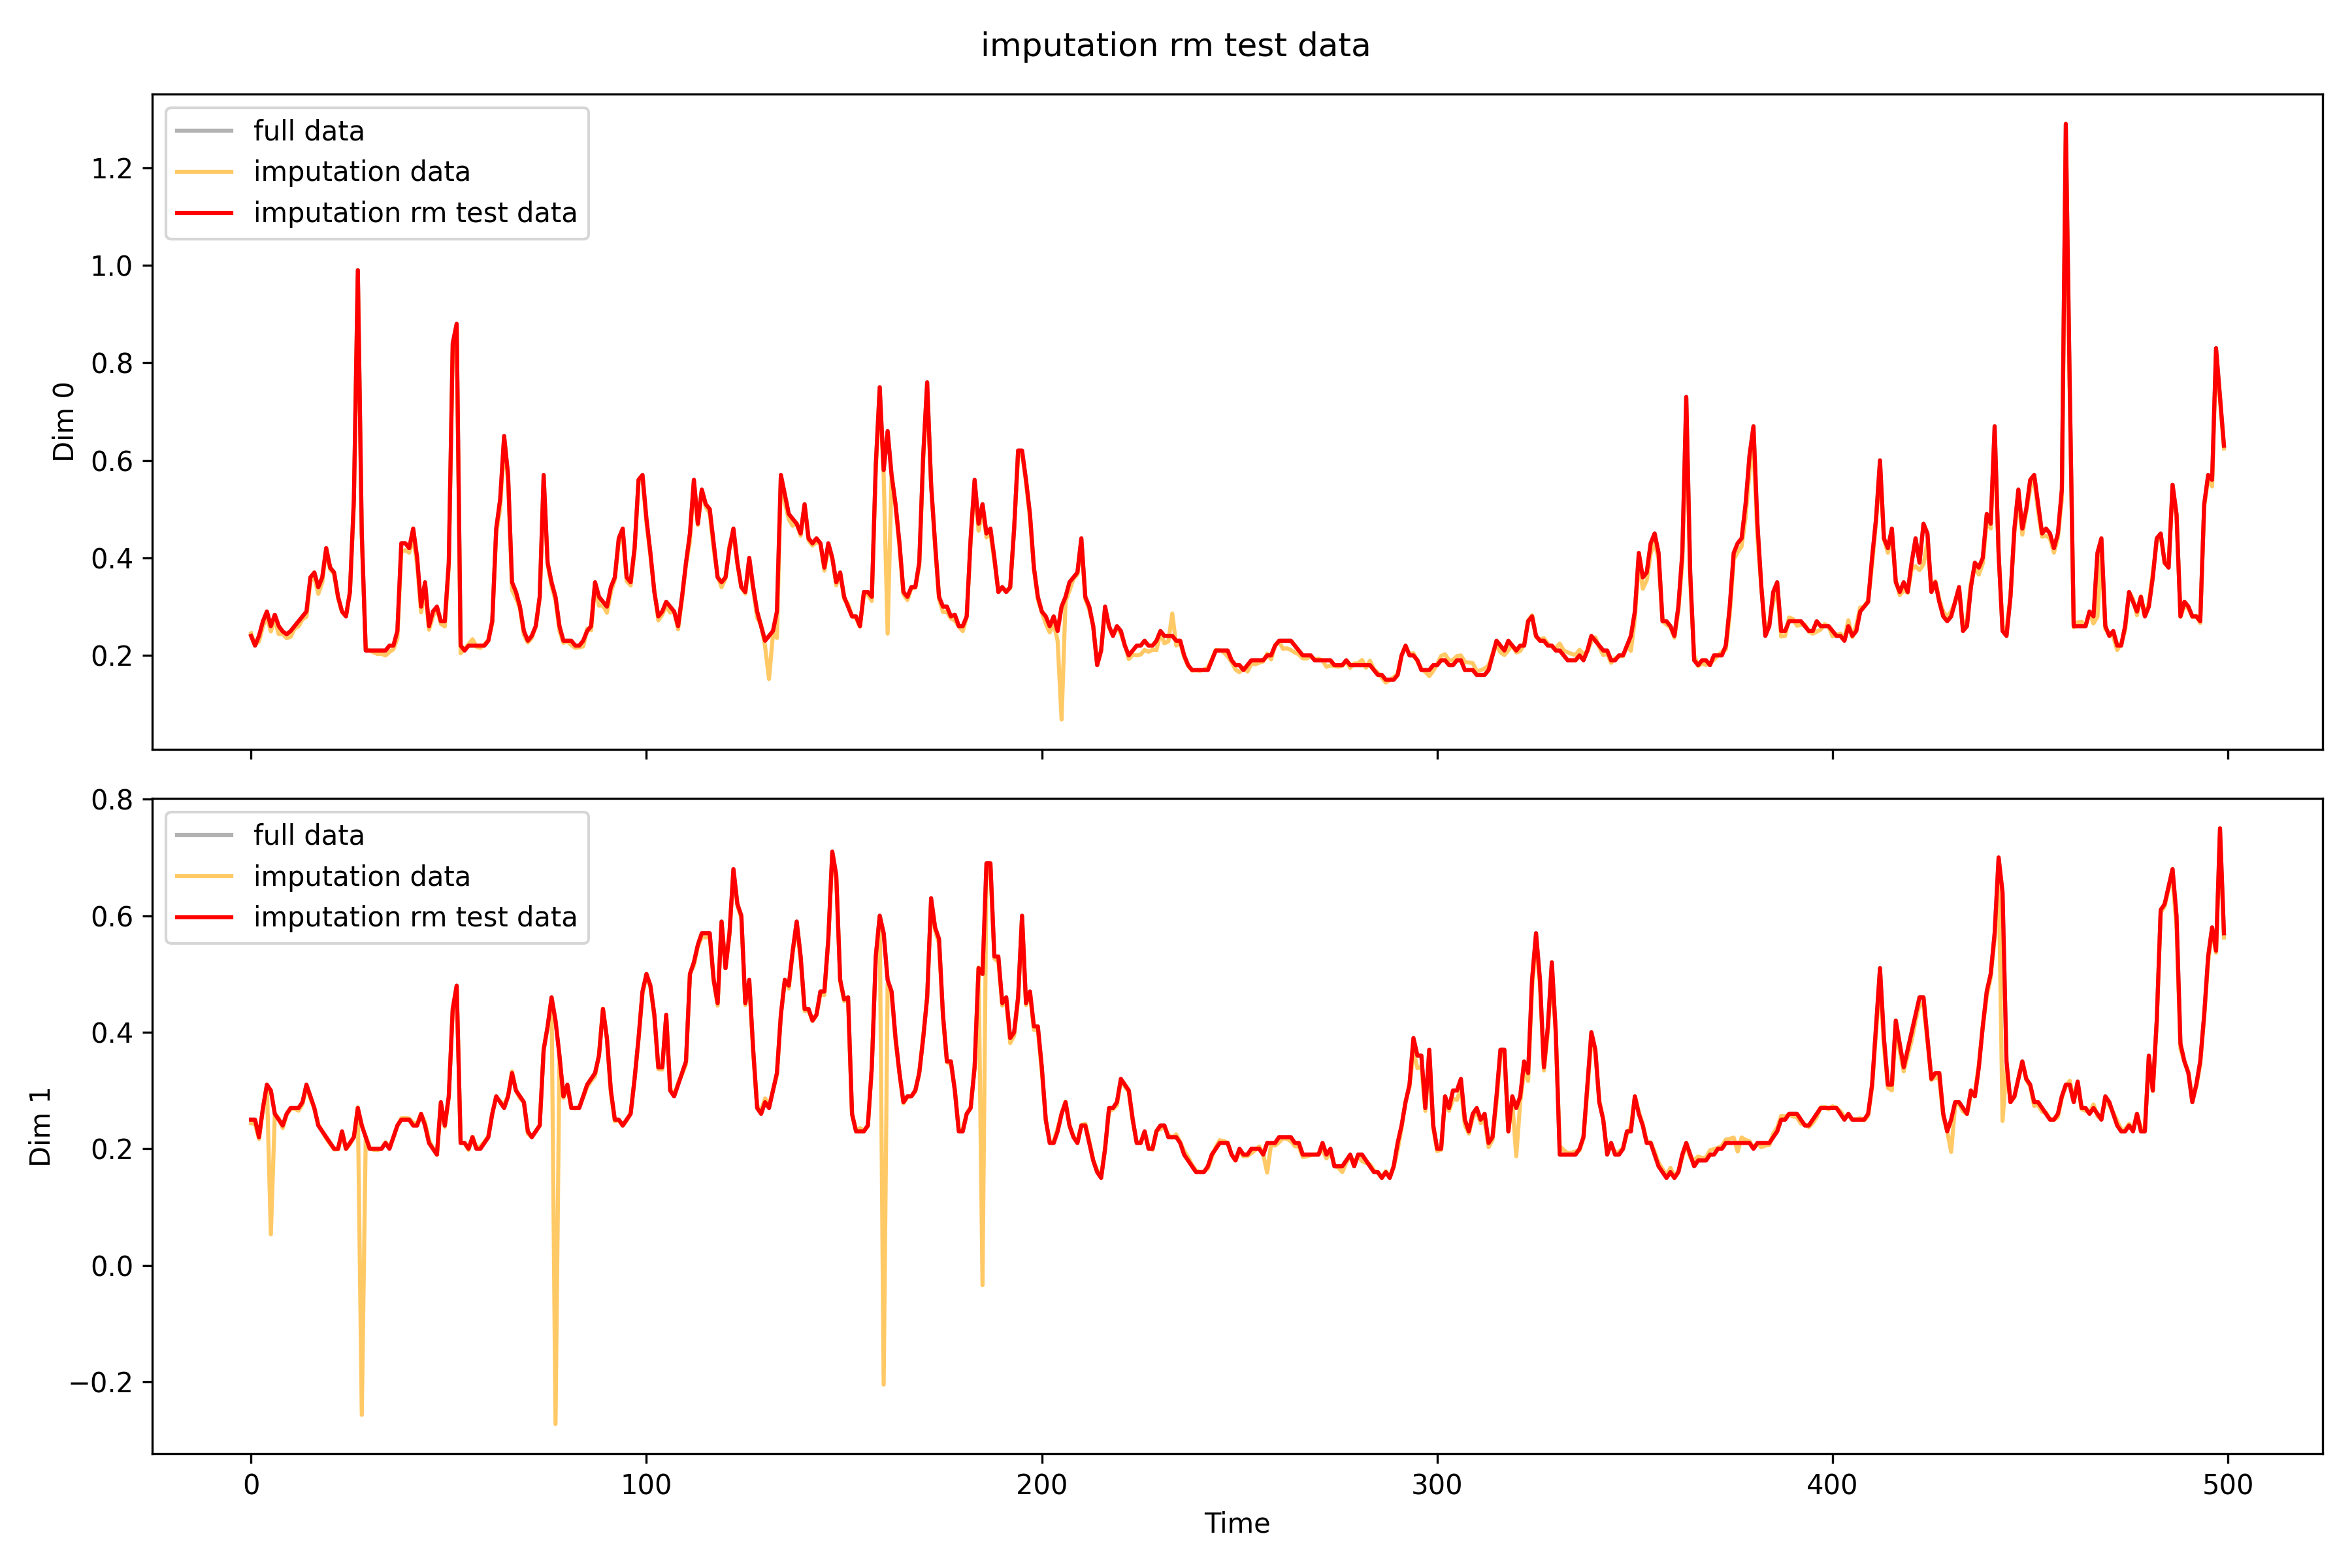 imputation rm test data
full data
imputation data
imputation rm test data
1.2
1.0
0.8
0.6
0.4
0.2
Dim 0
full data
imputation data
imputation rm test data
0.8
0.6
0.4
0.2
0.0
−0.2
Dim 1
0 100 200 300 400 500
Time